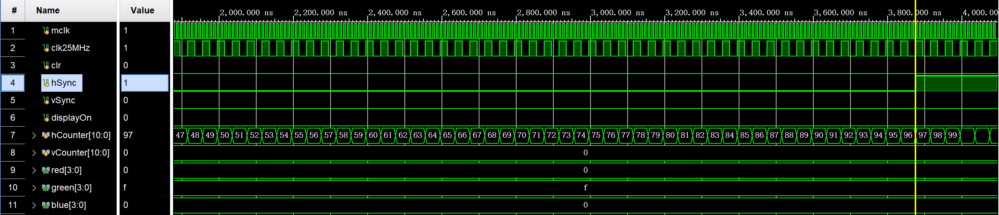 # Name Value 2,000.000 ns 2,200.000 ns 2,400.000 ns 2,600.000 ns 2,800.000 ns 3,000.000 ns 3,200.000 ns 3,400.000 ns 3,600.000 ns 3,800.000 ns 4,000.00
1 mclk 1
2 clk25MHz 1
3 clr 0
4 hSync 1
5 vSync 0
6 displayOn 0
7 hCounter[10:0] 97 47 48 49 50 51 52 53 54 55 56 57 58 59 60 61 62 63 64 65 66 67 68 69 70 71 72 73 74 75 76 77 78 79 80 81 82 83 84 85 86 87 88 89 90 91 92 93 94 95 96 97 98 99
8 vCounter[10:0] 0 0
9 red[3:0] 0 0
10 green[3:0] f f
11 blue[3:0] 0 0